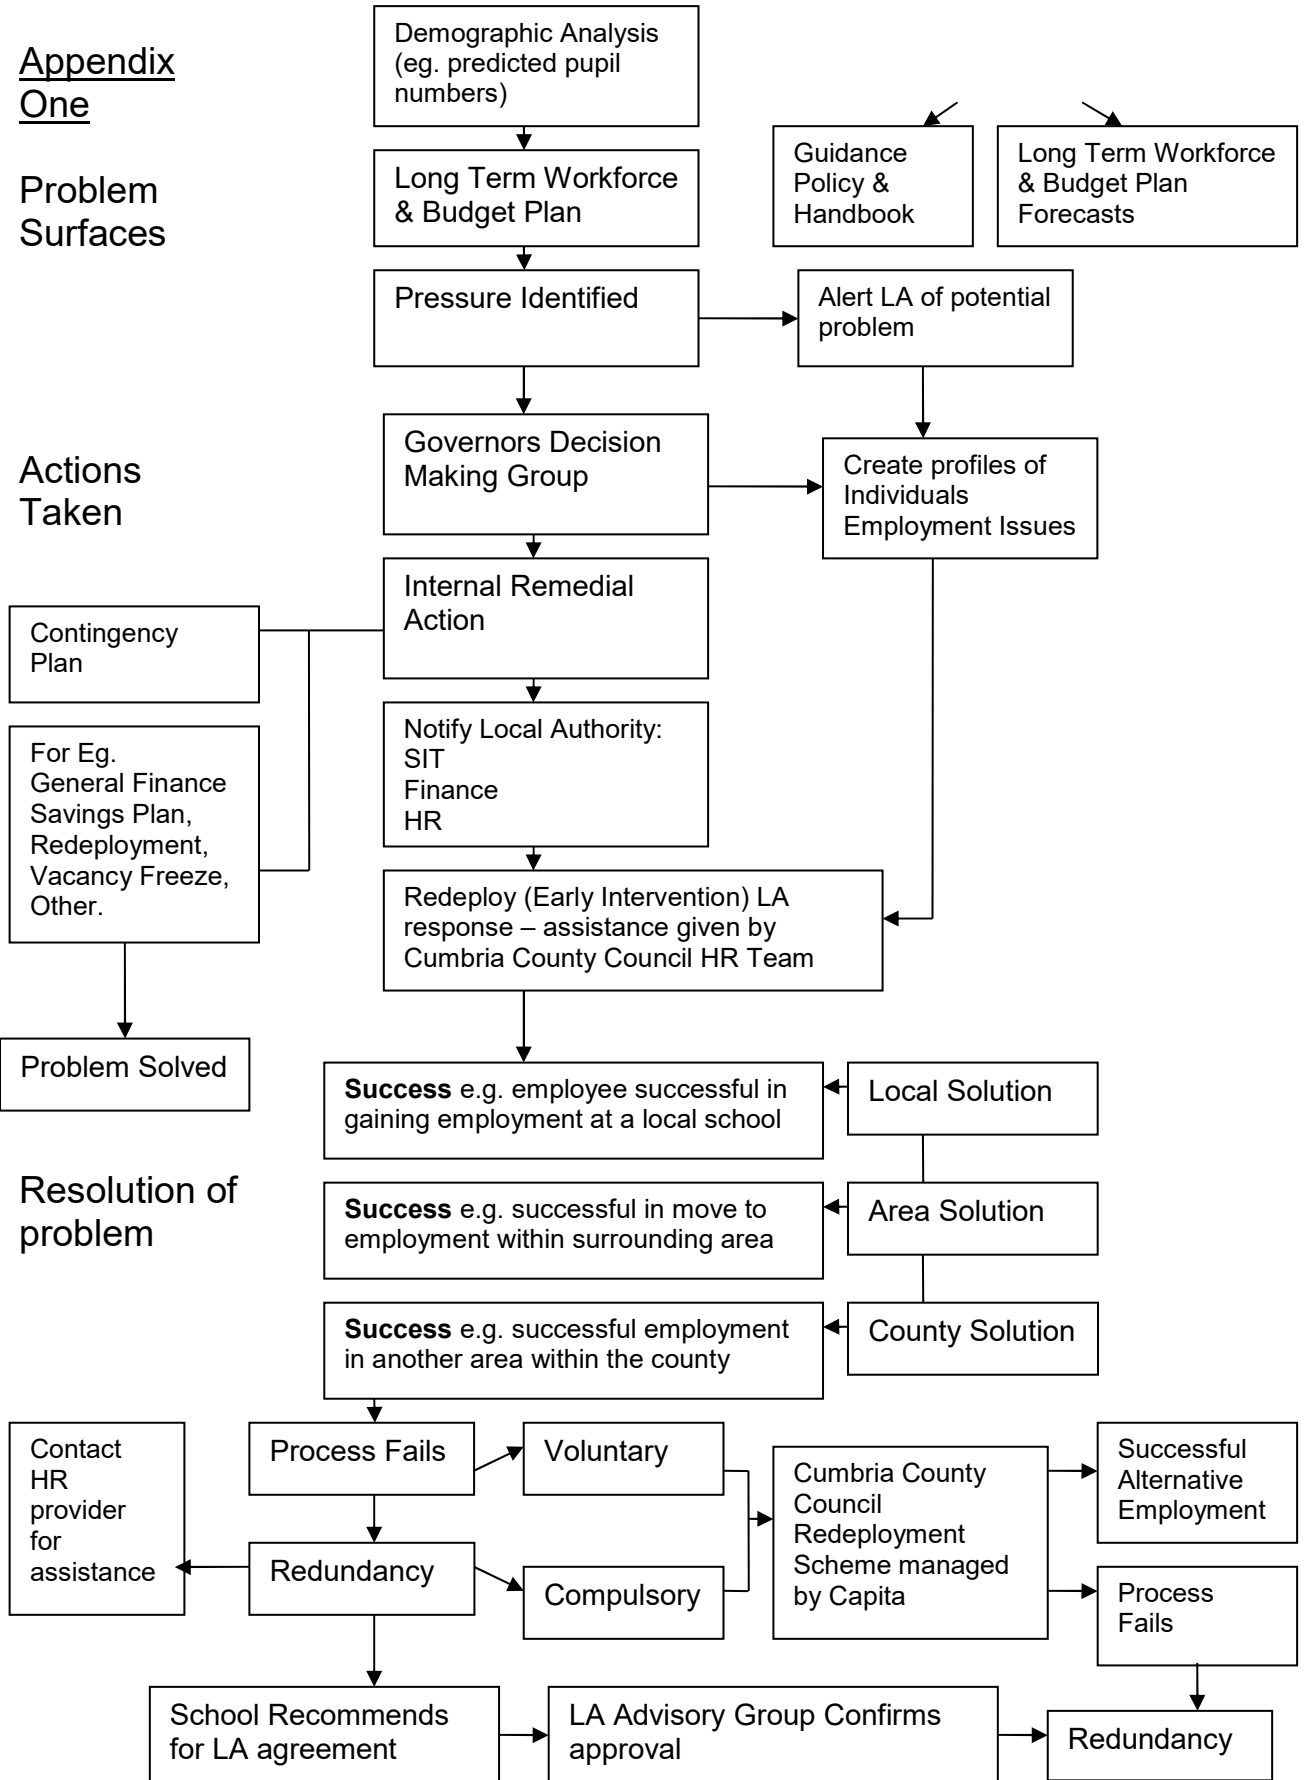 Appendix
One
Demographic Analysis
(eg. predicted pupil
numbers)
Problem
Surfaces
Long Term Workforce
& Budget Plan
Guidance
Policy &
Handbook
Long Term Workforce
& Budget Plan
Forecasts
Pressure Identified
Alert LA of potential
problem
Actions
Taken
Governors Decision
Making Group
Create profiles of
Individuals
Employment Issues
Internal Remedial
Action
Contingency
Plan
For Eg.
General Finance
Savings Plan,
Redeployment,
Vacancy Freeze,
Other.
Notify Local Authority:
SIT
Finance
HR
Redeploy (Early Intervention) LA
response – assistance given by
Cumbria County Council HR Team
Problem Solved
Success e.g. employee successful in
gaining employment at a local school
Local Solution
Resolution of
problem
Success e.g. successful in move to
employment within surrounding area
Area Solution
Success e.g. successful employment
in another area within the county
County Solution
Contact
HR
provider
for
assistance
Process Fails
Voluntary
Cumbria County
Council
Redeployment
Scheme managed
by Capita
Successful
Alternative
Employment
Redundancy
Compulsory
Process
Fails
School Recommends
for LA agreement
LA Advisory Group Confirms
approval
Redundancy